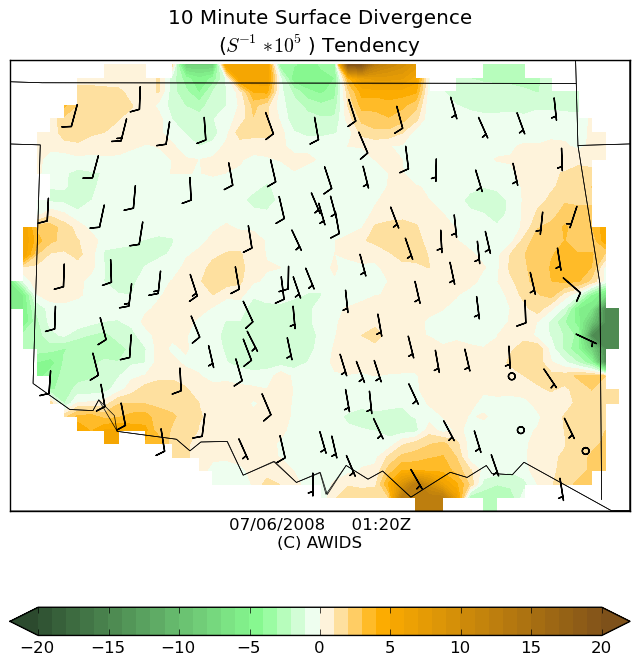 10 Minute Surface Divergence
(S⁻¹ *10⁵ ) Tendency
07/06/2008 01:20Z
(C) AWIDS
−20 −15 −10 −5 0 5 10 15 20